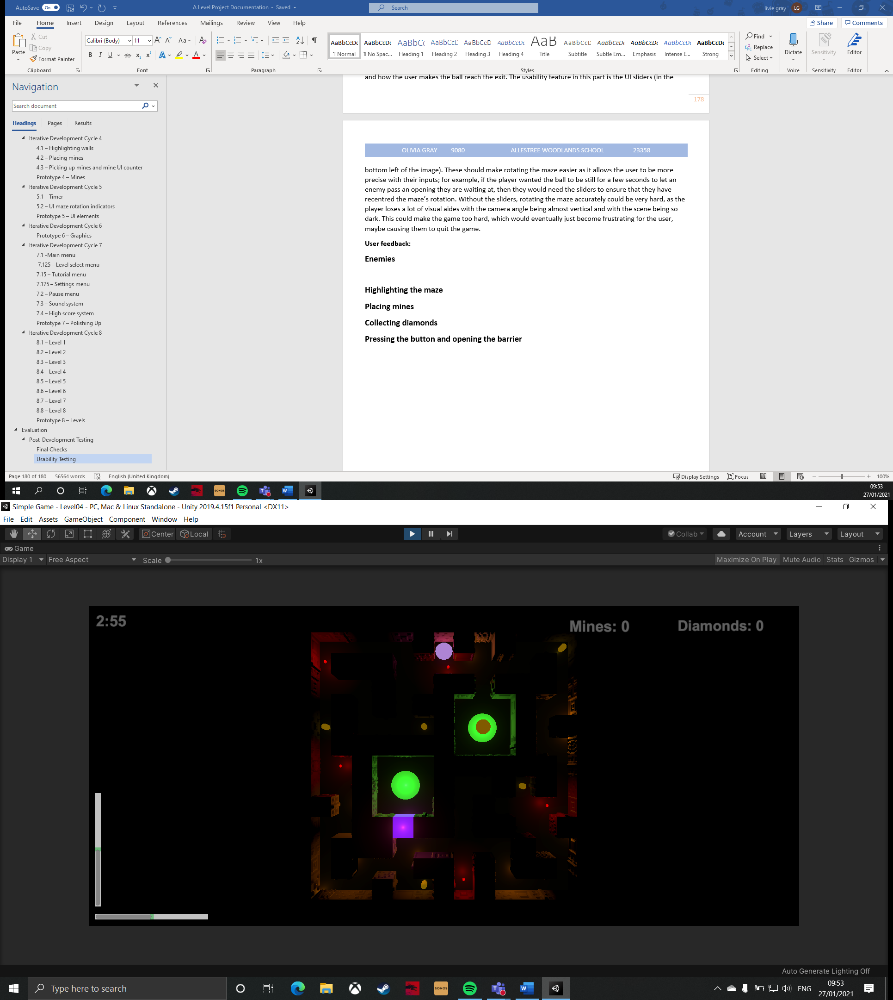 AutoSave On
A Level Project Documentation - Saved
Search
livie gray LG
File Home Insert Design Layout References Mailings Review View Help
Share Comments
Paste
Cut
Copy
Format Painter
Clipboard
Calibri (Body) 11
Font
Paragraph
AaBbCcDc AaBbCcDc AaBbC( AaBbCcC AaBbCcD AaBbCcDc AaB AaBbCcD AaBbCcDc AaBbCcDc AaBbCcDc AaBbCcDc
¶ Normal ¶ No Spac... Heading 1 Heading 2 Heading 3 Heading 4 Title Subtitle Subtle Em... Emphasis Intense E... Strong
Styles
Find
Replace
Select
Editing
Dictate
Voice
Sensitivity
Sensitivity
Editor
Editor
Navigation
Search document
Headings Pages Results
Iterative Development Cycle 4
4.1 – Highlighting walls
4.2 – Placing mines
4.3 – Picking up mines and mine UI counter
Prototype 4 – Mines
Iterative Development Cycle 5
5.1 – Timer
5.2 – UI maze rotation indicators
Prototype 5 – UI elements
Iterative Development Cycle 6
Prototype 6 – Graphics
Iterative Development Cycle 7
7.1 -Main menu
7.125 – Level select menu
7.15 – Tutorial menu
7.175 – Settings menu
7.2 – Pause menu
7.3 – Sound system
7.4 – High score system
Prototype 7 – Polishing Up
Iterative Development Cycle 8
8.1 – Level 1
8.2 – Level 2
8.3 – Level 3
8.4 – Level 4
8.5 – Level 5
8.6 – Level 6
8.7 – Level 7
8.8 – Level 8
Prototype 8 – Levels
Evaluation
Post-Development Testing
Final Checks
Usability Testing
and how the user makes the ball reach the exit. The usability feature in this part is the UI sliders (in the
178
OLIVIA GRAY 9080 ALLESTREE WOODLANDS SCHOOL 23358
bottom left of the image). These should make rotating the maze easier as it allows the user to be more
precise with their inputs; for example, if the player wanted the ball to be still for a few seconds to let an
enemy pass an opening they are waiting at, then they would need the sliders to ensure that they have
recentred the maze's rotation. Without the sliders, rotating the maze accurately could be very hard, as the
player loses a lot of visual aides with the camera angle being almost vertical and with the scene being so
dark. This could make the game too hard, which would eventually just become frustrating for the user,
maybe causing them to quit the game.
User feedback:
Enemies
Highlighting the maze
Placing mines
Collecting diamonds
Pressing the button and opening the barrier
Page 180 of 180 56564 words English (United Kingdom)
Display Settings Focus 100%
SONOS
09:53
27/01/2021
Simple Game - Level04 - PC, Mac & Linux Standalone - Unity 2019.4.15f1 Personal <DX11>
File Edit Assets GameObject Component Window Help
Center Local
Collab Account Layers Layout
Game
Display 1 Free Aspect Scale 1x
Maximize On Play Mute Audio Stats Gizmos
2:55
Mines: 0
Diamonds: 0
Auto Generate Lighting Off
Type here to search
SONOS
ENG
09:53
27/01/2021